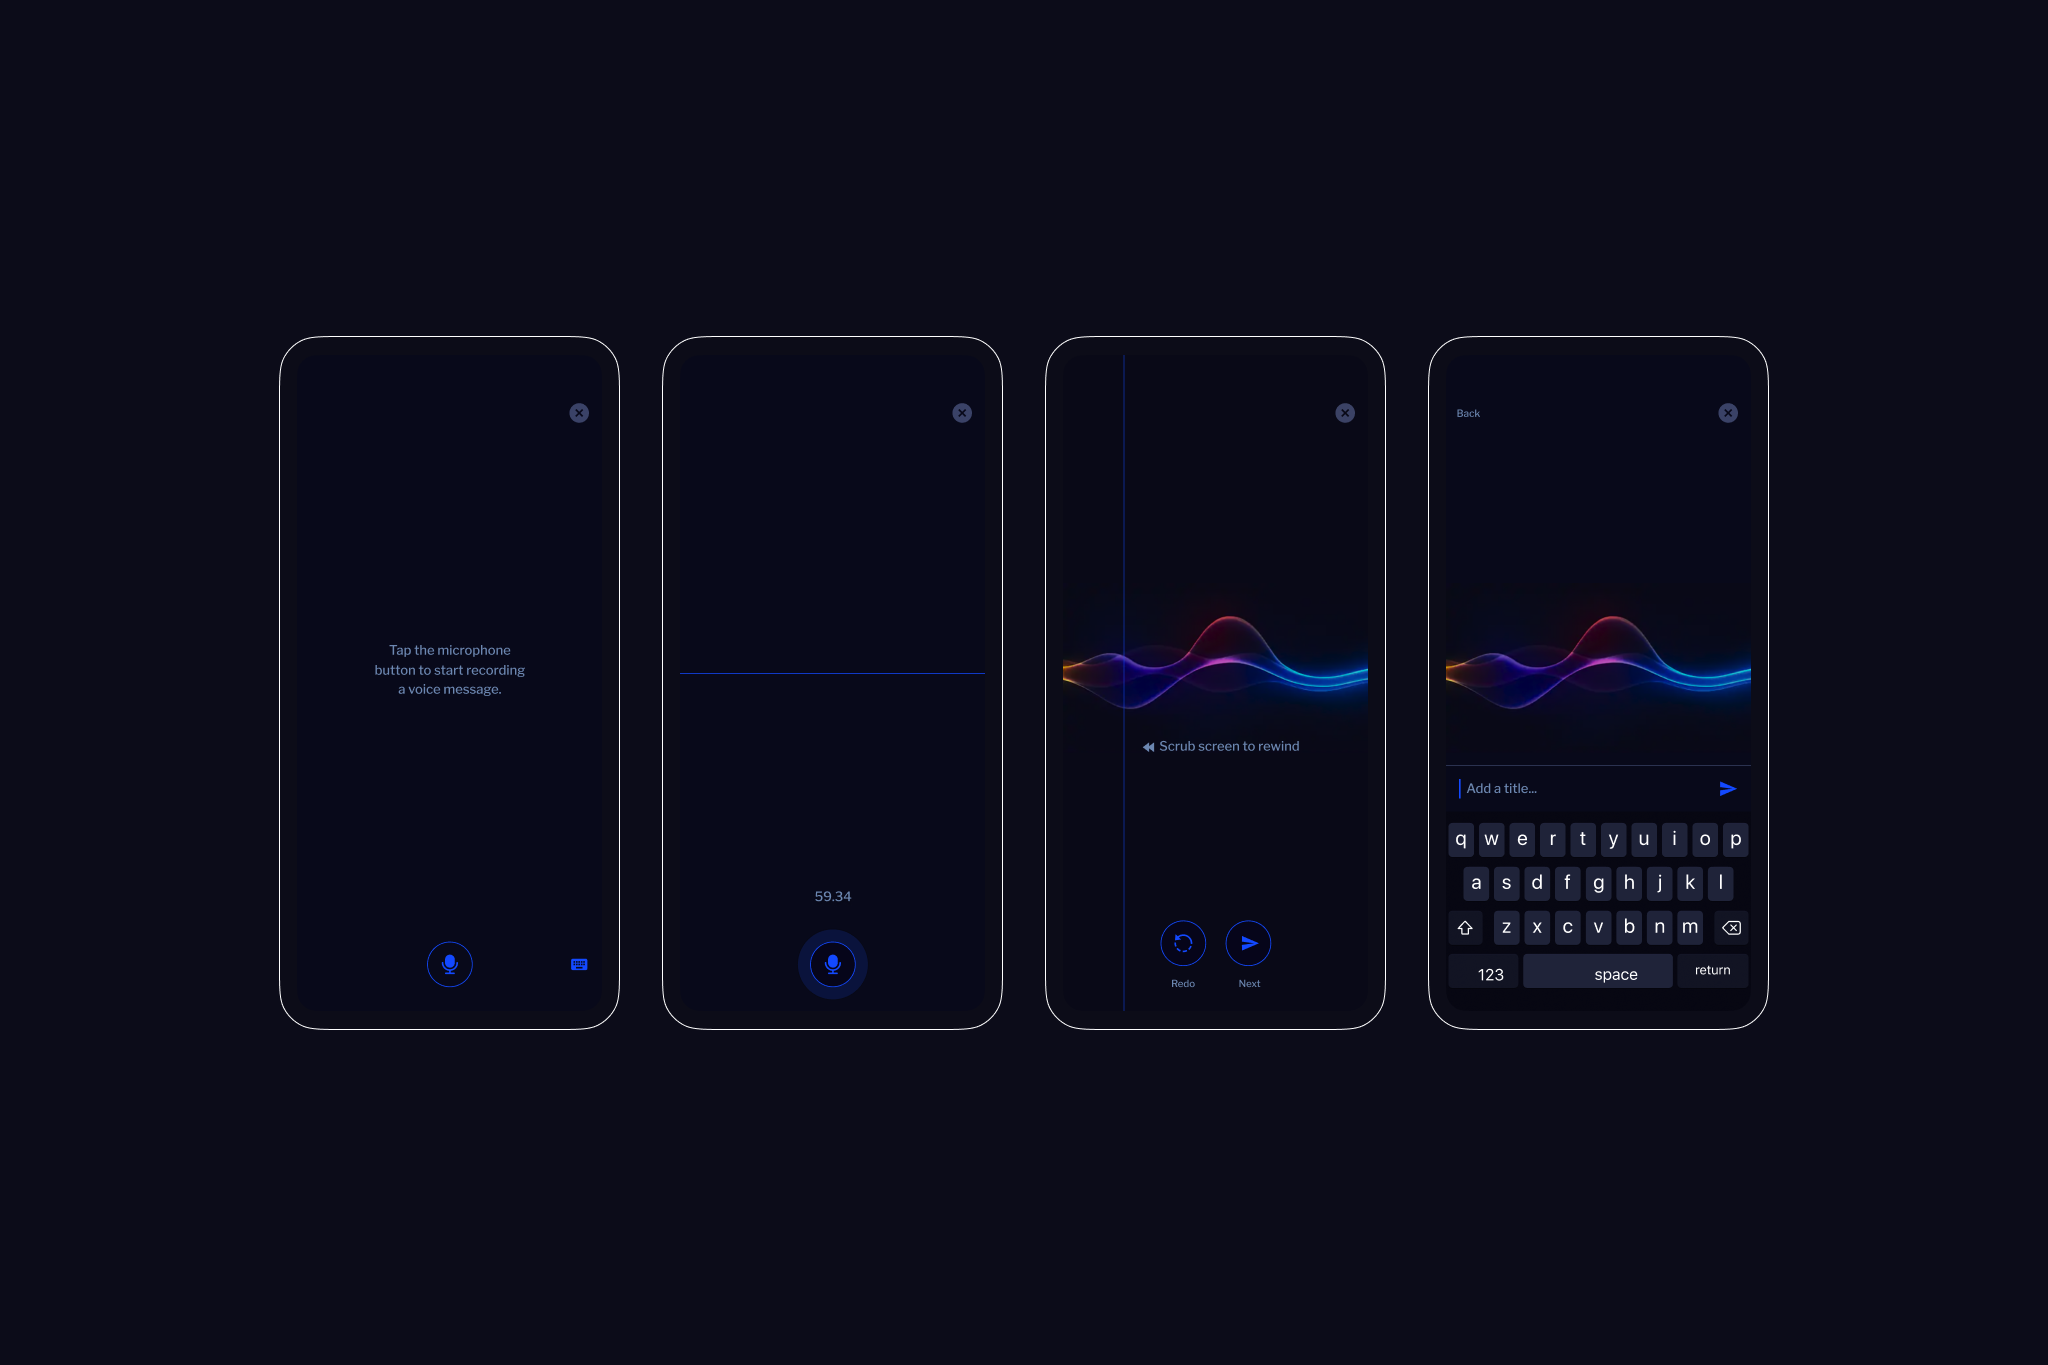 Tap the microphone
button to start recording
a voice message.
59.34
Scrub screen to rewind
Redo Next
Back
Add a title...
q w e r t y u i o p
a s d f g h j k l
z x c v b n m
123 space return